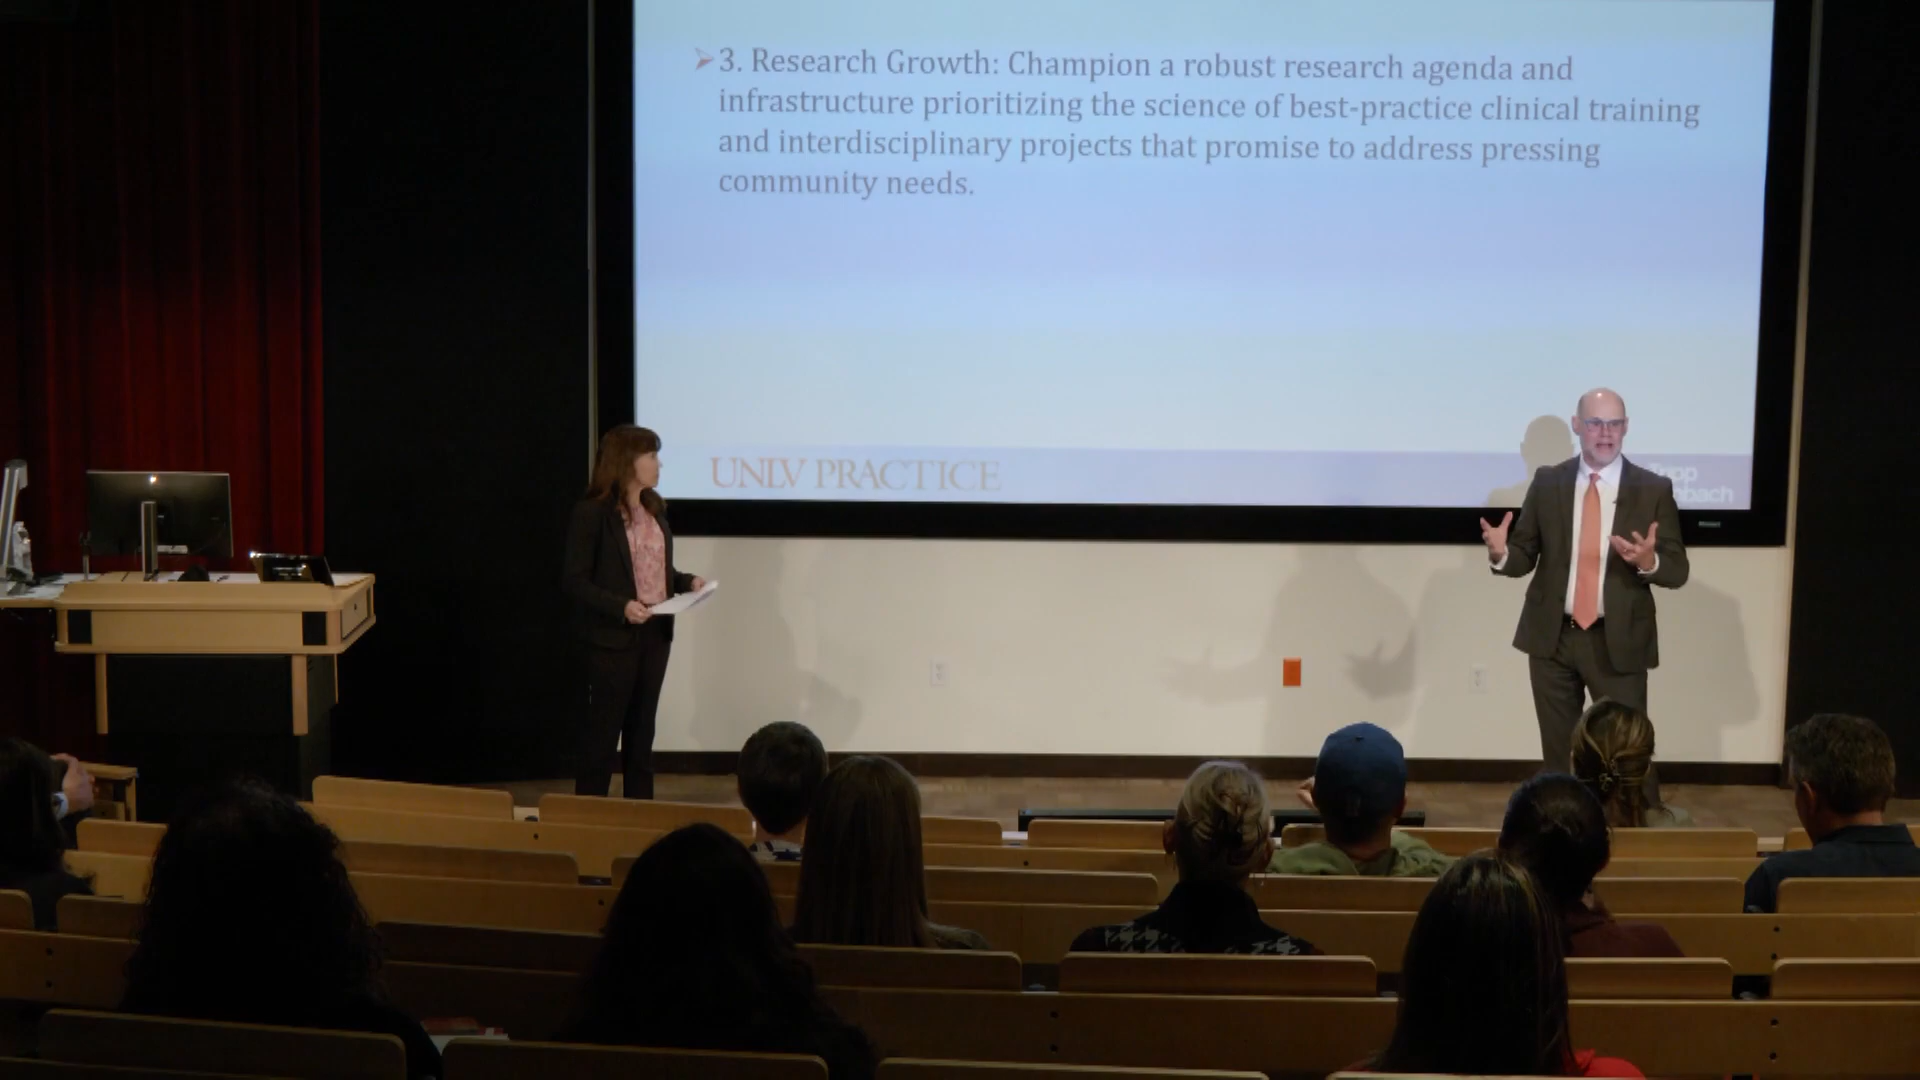 3. Research Growth: Champion a robust research agenda and
infrastructure prioritizing the science of best-practice clinical training
and interdisciplinary projects that promise to address pressing
community needs.
UNLV PRACTICE